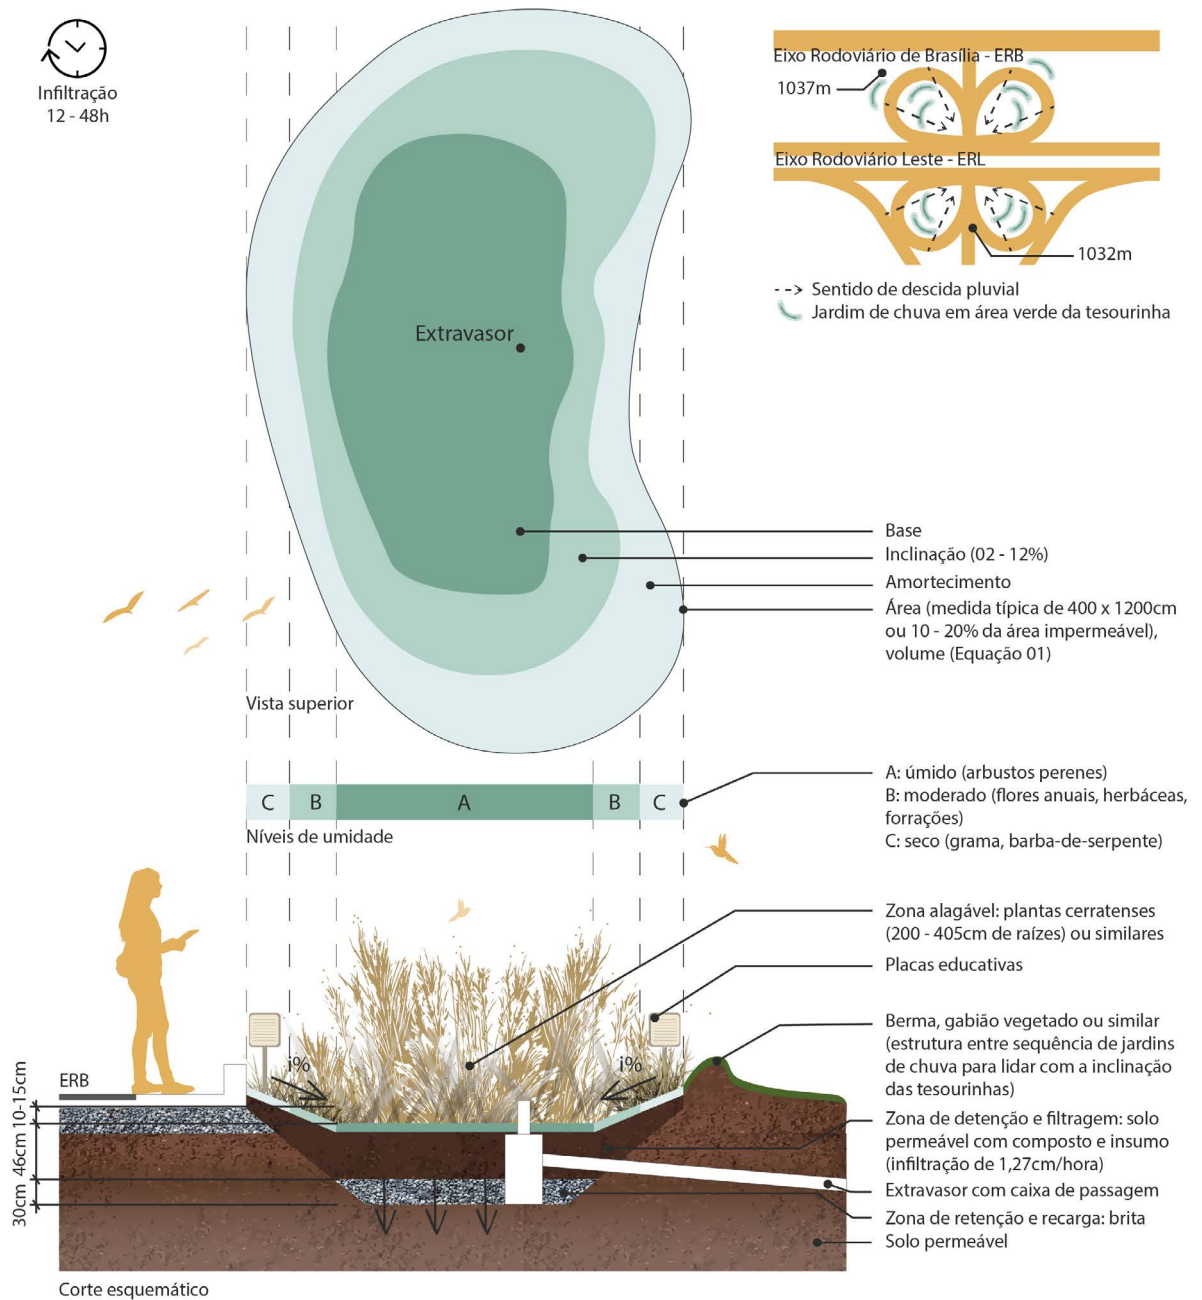 Infiltração
12 - 48h
Eixo Rodoviário de Brasília - ERB
1037m
Eixo Rodoviário Leste - ERL
1032m
Sentido de descida pluvial
Jardim de chuva em área verde da tesourinha
Extravasor
Base
Inclinação (02 - 12%)
Amortecimento
Área (medida típica de 400 x 1200cm
ou 10 - 20% da área impermeável),
volume (Equação 01)
Vista superior
C
B
A
B
C
Níveis de umidade
A: úmido (arbustos perenes)
B: moderado (flores anuais, herbáceas,
forrações)
C: seco (grama, barba-de-serpente)
Zona alagável: plantas cerratenses
(200 - 405cm de raízes) ou similares
Placas educativas
Berma, gabião vegetado ou similar
(estrutura entre sequência de jardins
de chuva para lidar com a inclinação
das tesourinhas)
Zona de detenção e filtragem: solo
permeável com composto e insumo
(infiltração de 1,27cm/hora)
Extravasor com caixa de passagem
Zona de retenção e recarga: brita
Solo permeável
i%
i%
ERB
10-15cm
46cm
30cm
Corte esquemático